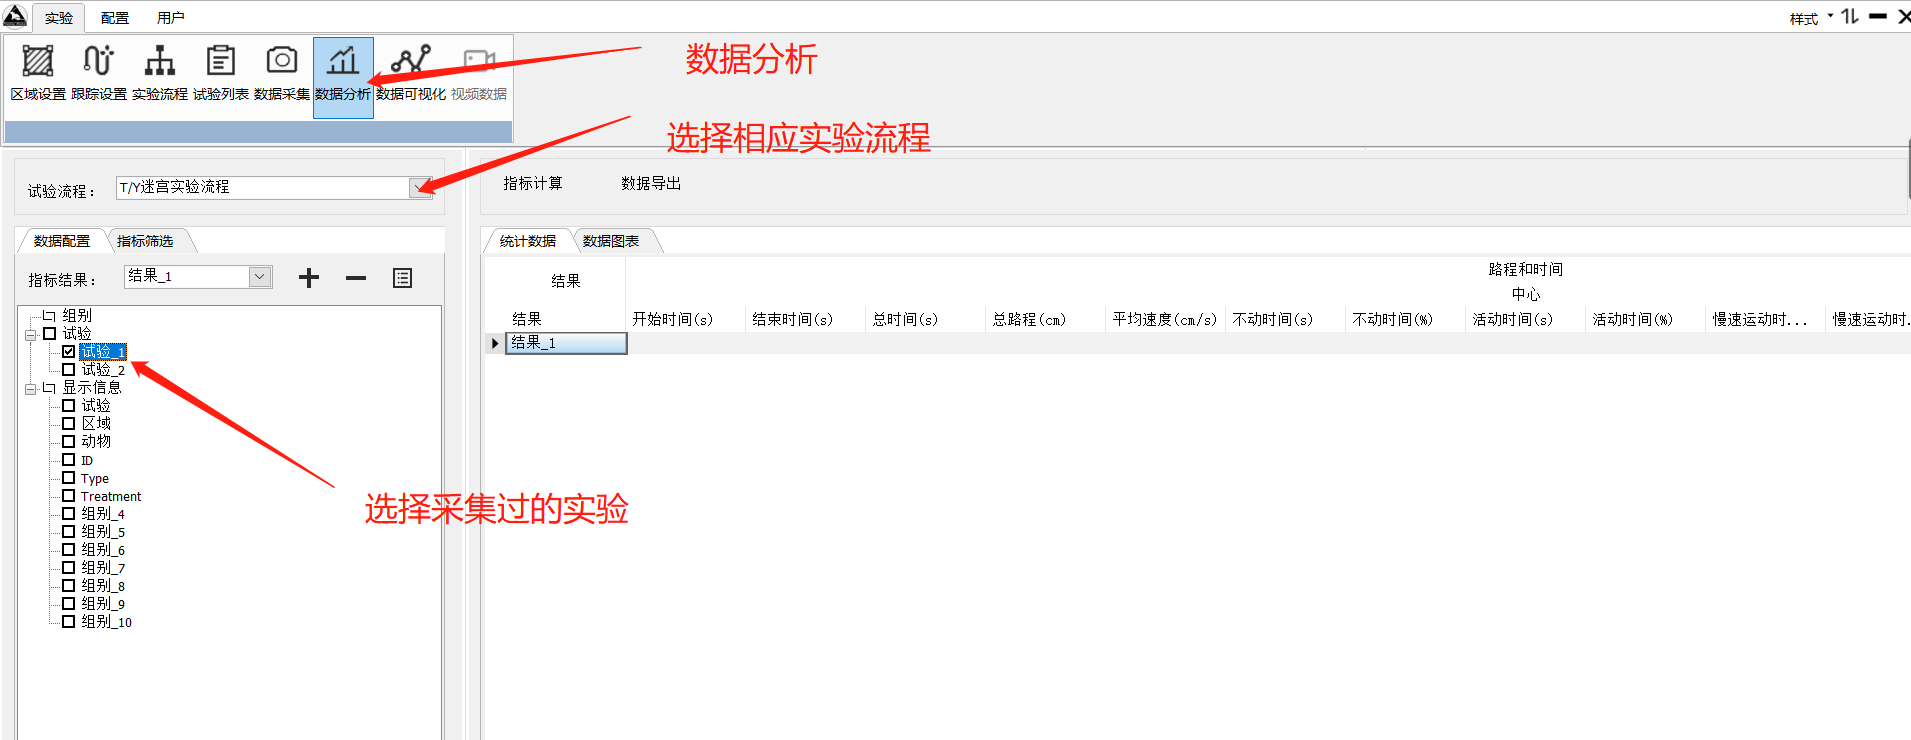 实验 配置 用户 样式
区域设置 跟踪设置 实验流程 试验列表 数据采集 数据分析 数据可视化 视频数据
数据分析
选择相应实验流程
试验流程： T/Y迷宫实验流程
指标计算 数据导出
数据配置 指标筛选
统计数据 数据图表
指标结果： 结果_1
结果
路程和时间
中心
结果 开始时间(s) 结束时间(s) 总时间(s) 总路程(cm) 平均速度(cm/s) 不动时间(s) 不动时间(%) 活动时间(s) 活动时间(%) 慢速运动时... 慢速运动时.
结果_1
组别
试验
试验_1
试验_2
显示信息
试验
区域
动物
ID
Type
Treatment
组别_4
组别_5
组别_6
组别_7
组别_8
组别_9
组别_10
选择采集过的实验